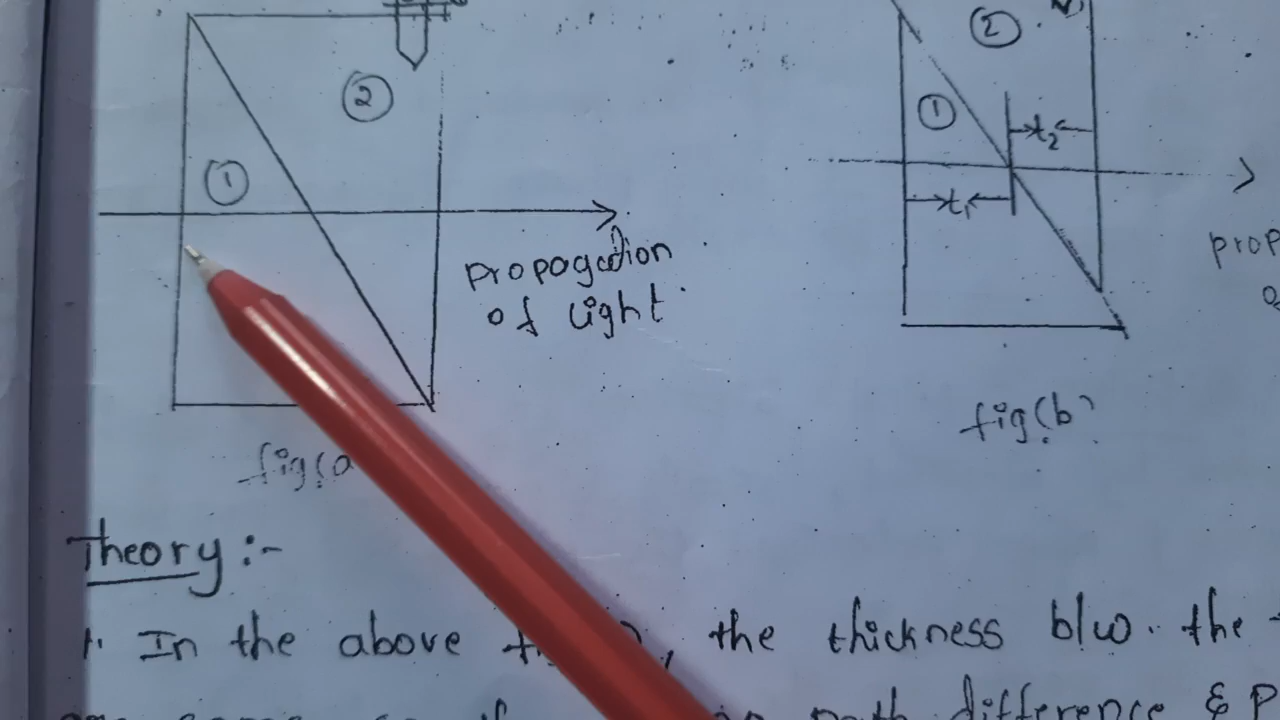 ②
①
propogation
of light
fig(a
②
①
t₂
t₁
prop
fig(b)
Theory :-
1. In the above , the thickness b/w. the
path difference & P